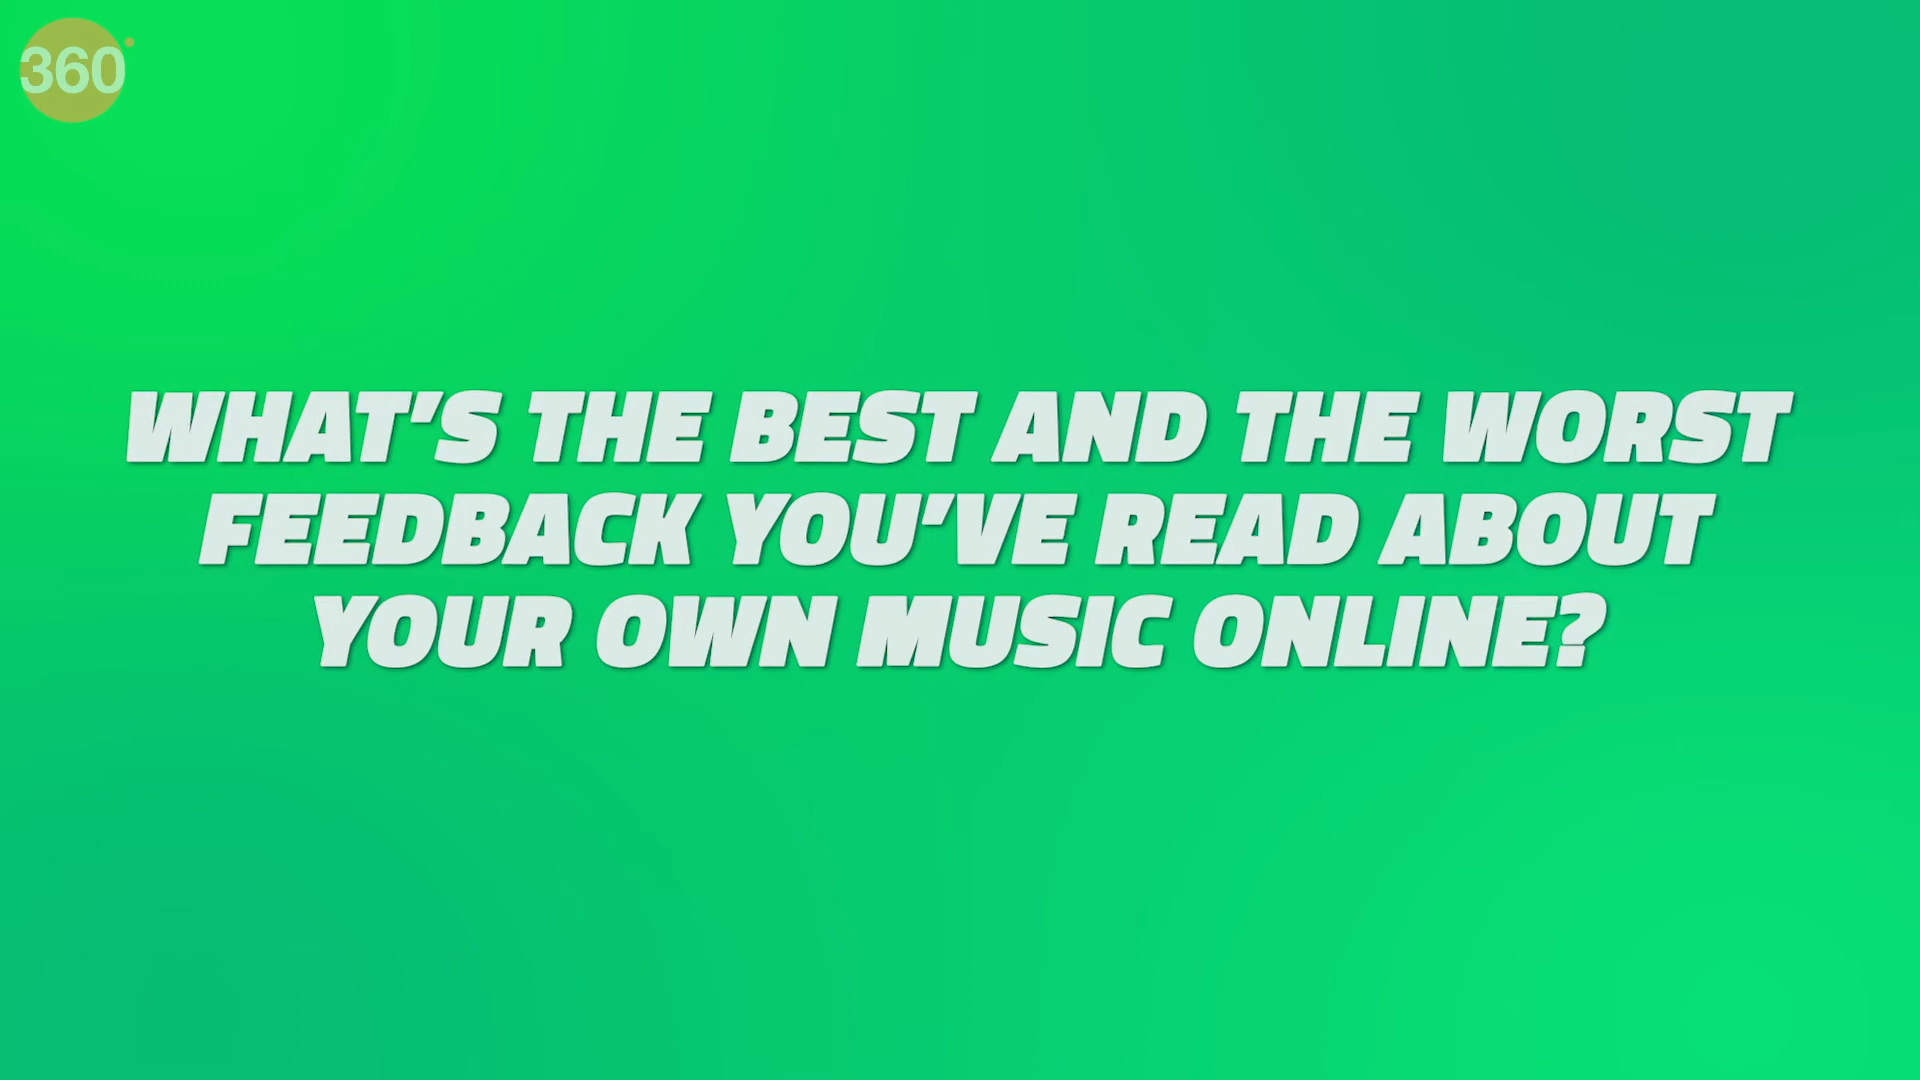 360°
WHAT'S THE BEST AND THE WORST
FEEDBACK YOU'VE READ ABOUT
YOUR OWN MUSIC ONLINE?